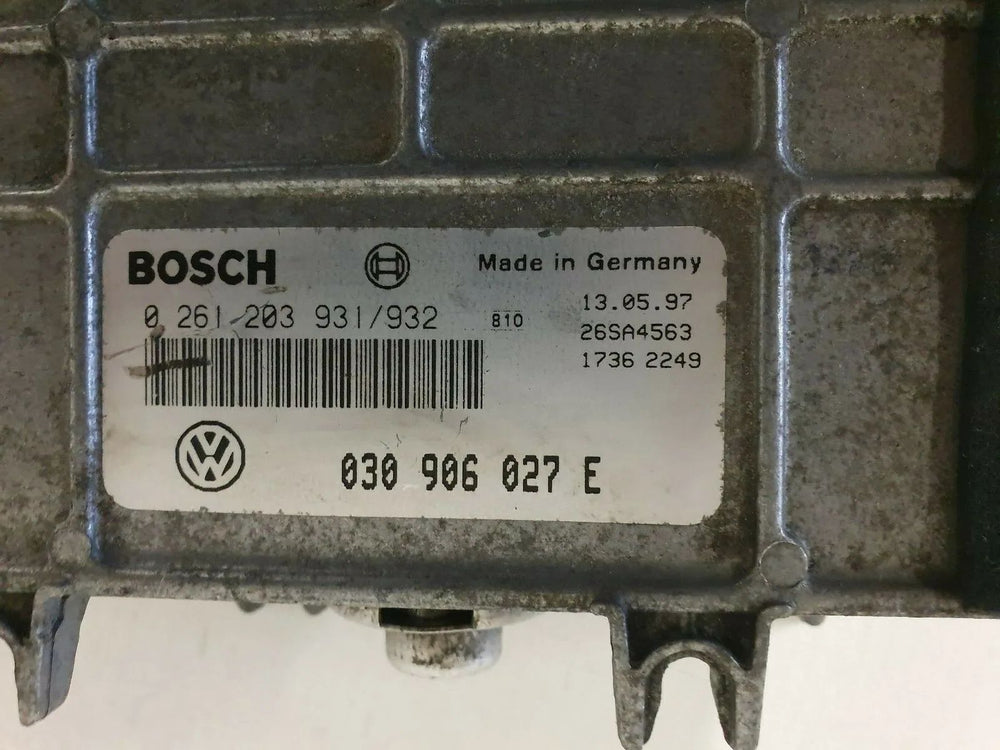 BOSCH
Made in Germany
0 261 203 931/932
810
13.05.97
26SA4563
1736 2249
VW
030 906 027 E